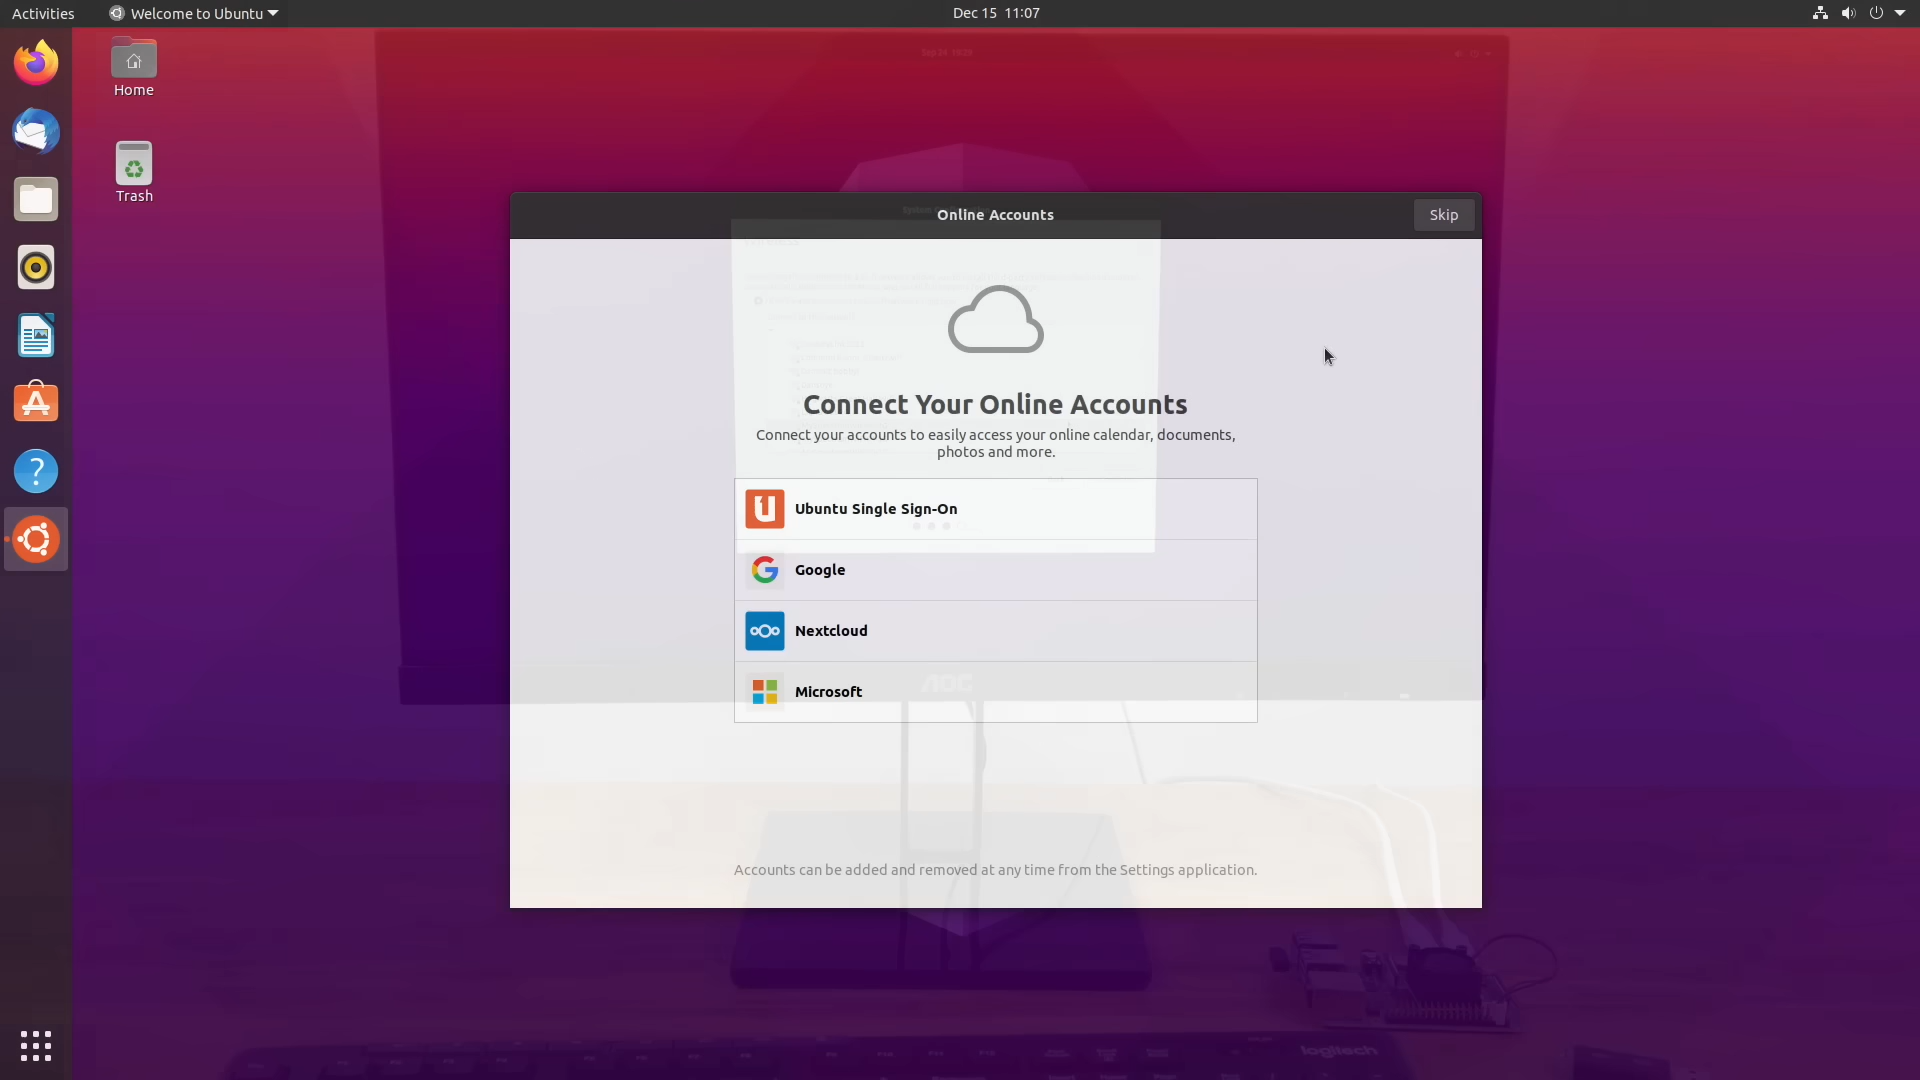 Activities
Welcome to Ubuntu
Dec 15 11:07
Home
Trash
Online Accounts
Skip
Connect Your Online Accounts
Connect your accounts to easily access your online calendar, documents,
photos and more.
Ubuntu Single Sign-On
Google
Nextcloud
Microsoft
AOC
Accounts can be added and removed at any time from the Settings application.
logitech